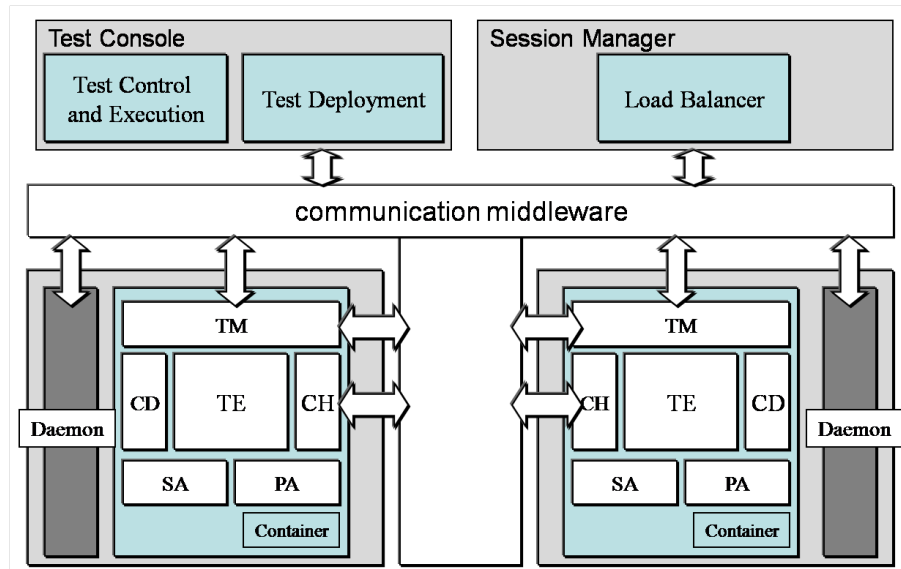 Test Console
Session Manager
Test Control
and Execution
Test Deployment
Load Balancer
communication middleware
TM
CD
TE
CH
Daemon
SA
PA
Container
TM
CH
TE
CD
Daemon
SA
PA
Container